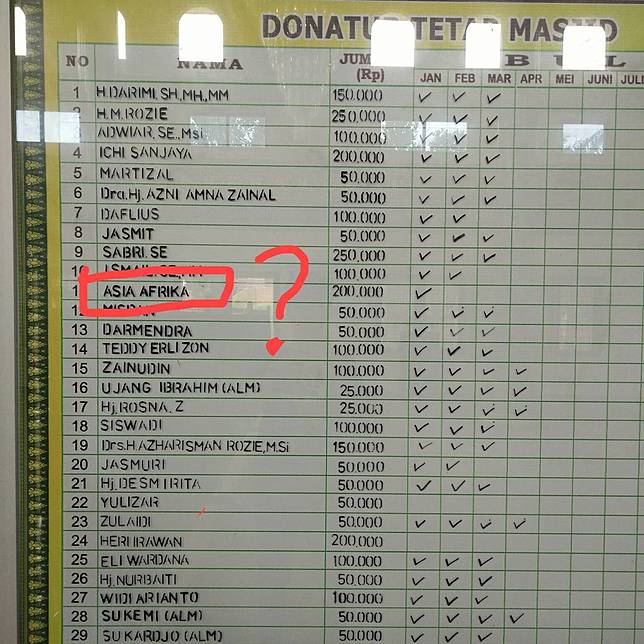 DONATUR TETAP MASJID
NO NAMA JUML (Rp) B U L
JAN FEB MAR APR MEI JUNI JULI
1 H.DARIMI, SH,MH,,MM 150.000
2 H.M.ROZIE 250,000
3 ADWIAR, SE.,Msi 100,000
4 ICHI SANJAYA 200,000
5 MARTIZAL 50,000
6 Dra.Hj. AZNI AMNA ZAINAL 50.000
7 DAFLIUS 100.000
8 JASMIT 50,000
9 SABRI.SE 250,000
10 100,000
1 ASIA AFRIKA 200,000
?
12 50,000
13 DARMENDRA 50.000
14 TEDDY ERLIZON 100.000
15 ZAINUDIN 100.000
16 UJANG IBRAHIM (ALM) 25.000
17 Hj.ROSNA. Z 25.000
18 SISWADI 100.000
19 Drs.H.AZHARISMAN ROZIE,M.Si 150.000
20 JASMURI 50.000
21 Hj.DESMIRITA 50.000
22 YULIZAR 50.000
23 ZULAIDI 50.000
24 HERI IRAWAN 200,000
25 ELI WARDANA 100.000
26 Hj.NURBAITI 50.000
27 WIDI ARIANTO 100.000
28 SUKEMI (ALM) 50.000
29 SUKARDJO (ALM) 50.000